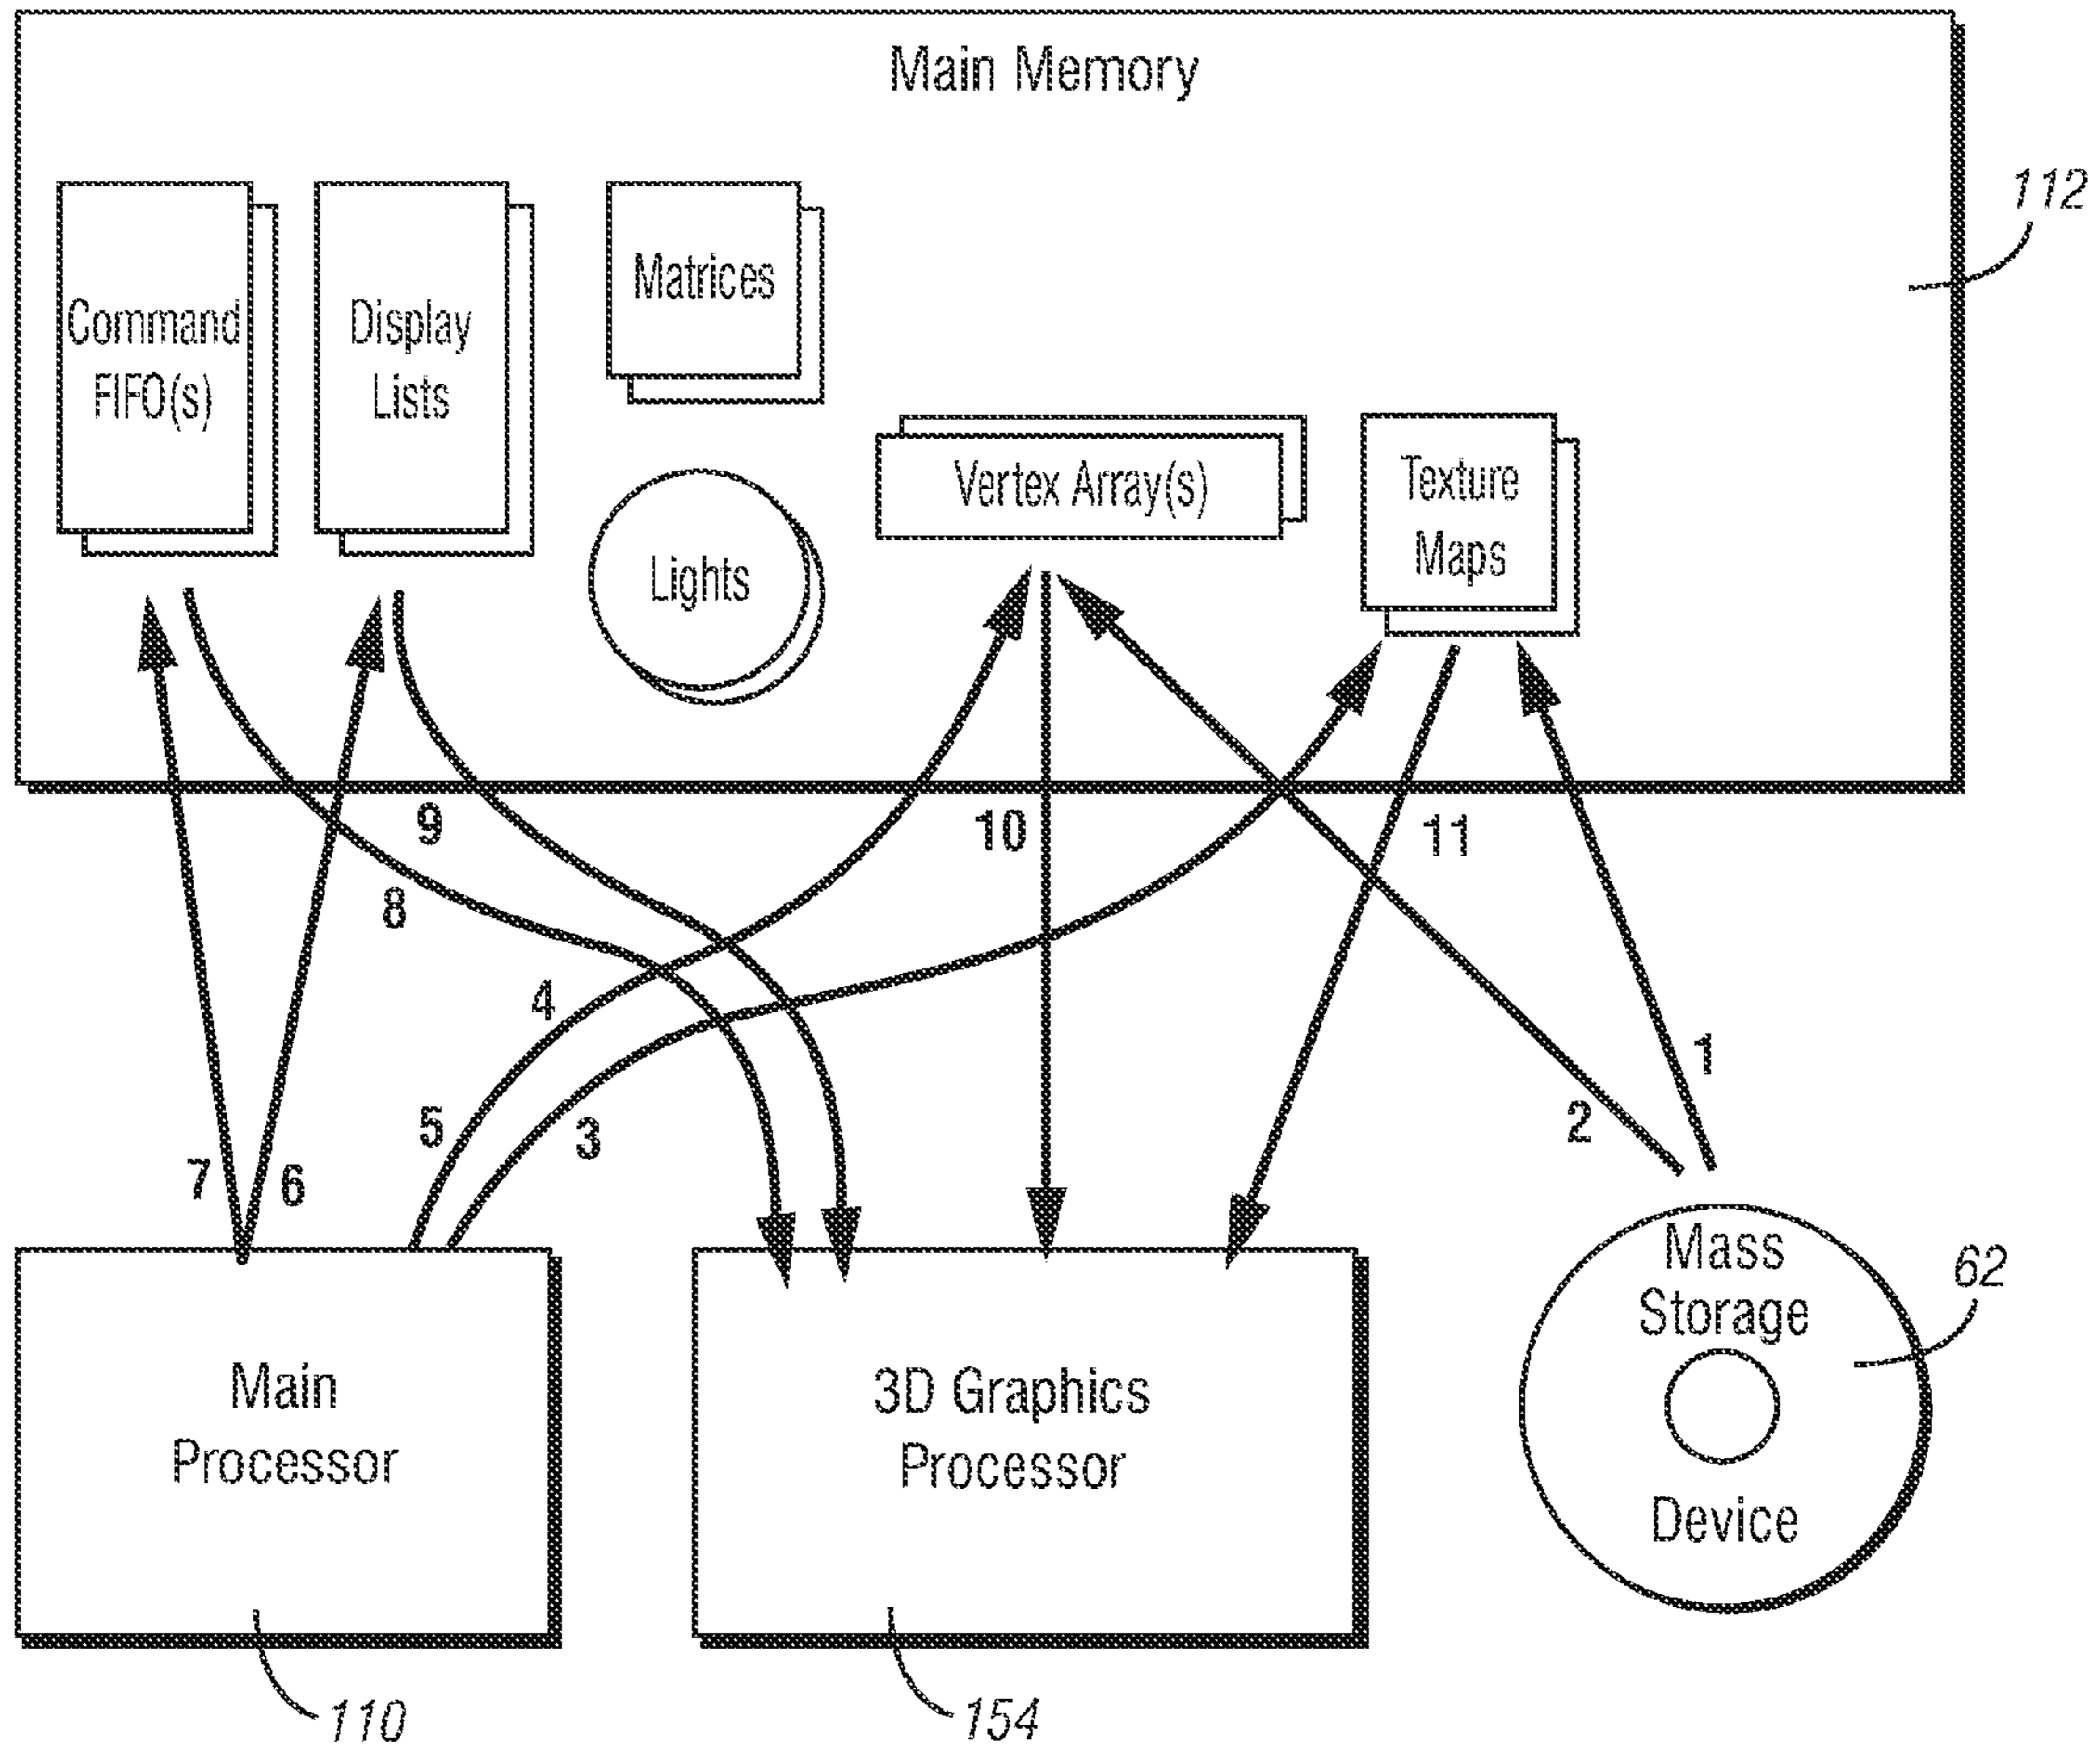 Main Memory
112
Command
FIFO(s)
Display
Lists
Matrices
Lights
Vertex Array(s)
Texture
Maps
9
10
11
8
4
5
3
7
6
2
1
Main
Processor
3D Graphics
Processor
Mass
Storage
Device
62
110
154